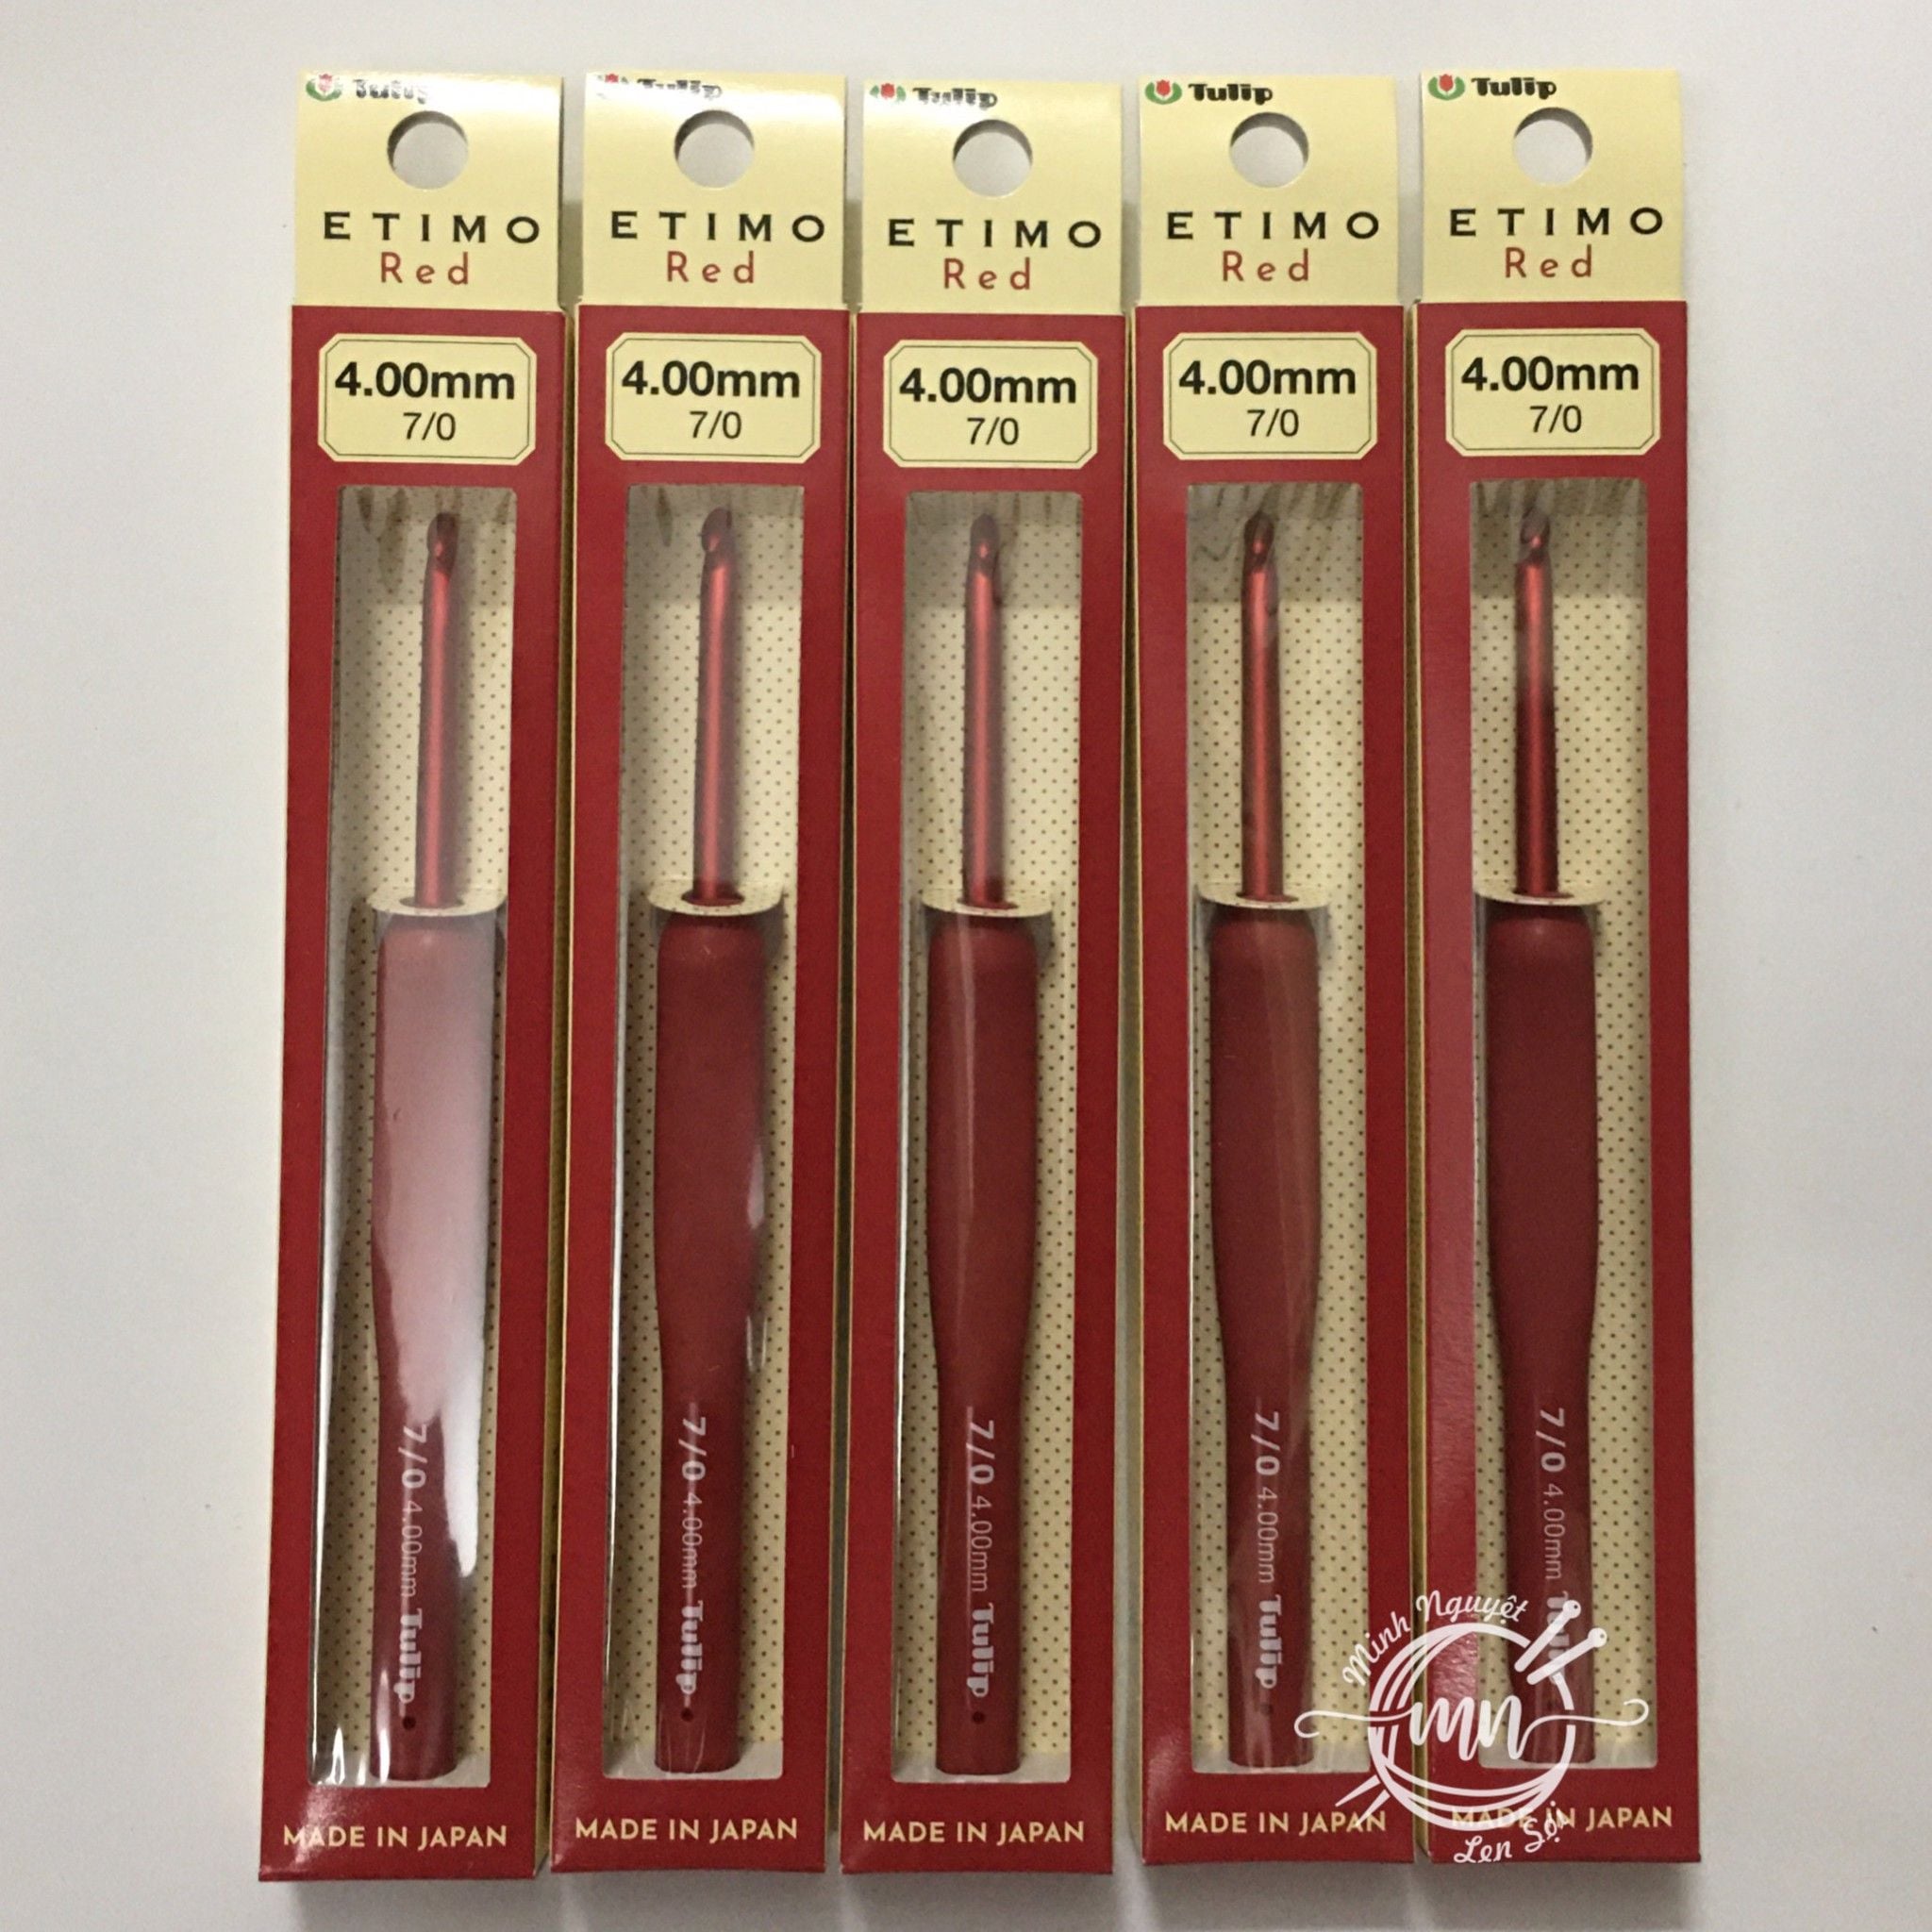 Tulip
ETIMO
Red
4.00mm
7/0
7/0 4.00mm Tulip
MADE IN JAPAN
Tulip
ETIMO
Red
4.00mm
7/0
7/0 4.00mm Tulip
MADE IN JAPAN
Tulip
ETIMO
Red
4.00mm
7/0
7/0 4.00mm Tulip
MADE IN JAPAN
Tulip
ETIMO
Red
4.00mm
7/0
7/0 4.00mm Tulip
MADE IN JAPAN
Tulip
ETIMO
Red
4.00mm
7/0
7/0 4.00mm Tulip
MADE IN JAPAN
Minh Nguyệt
mn
Len Sợi